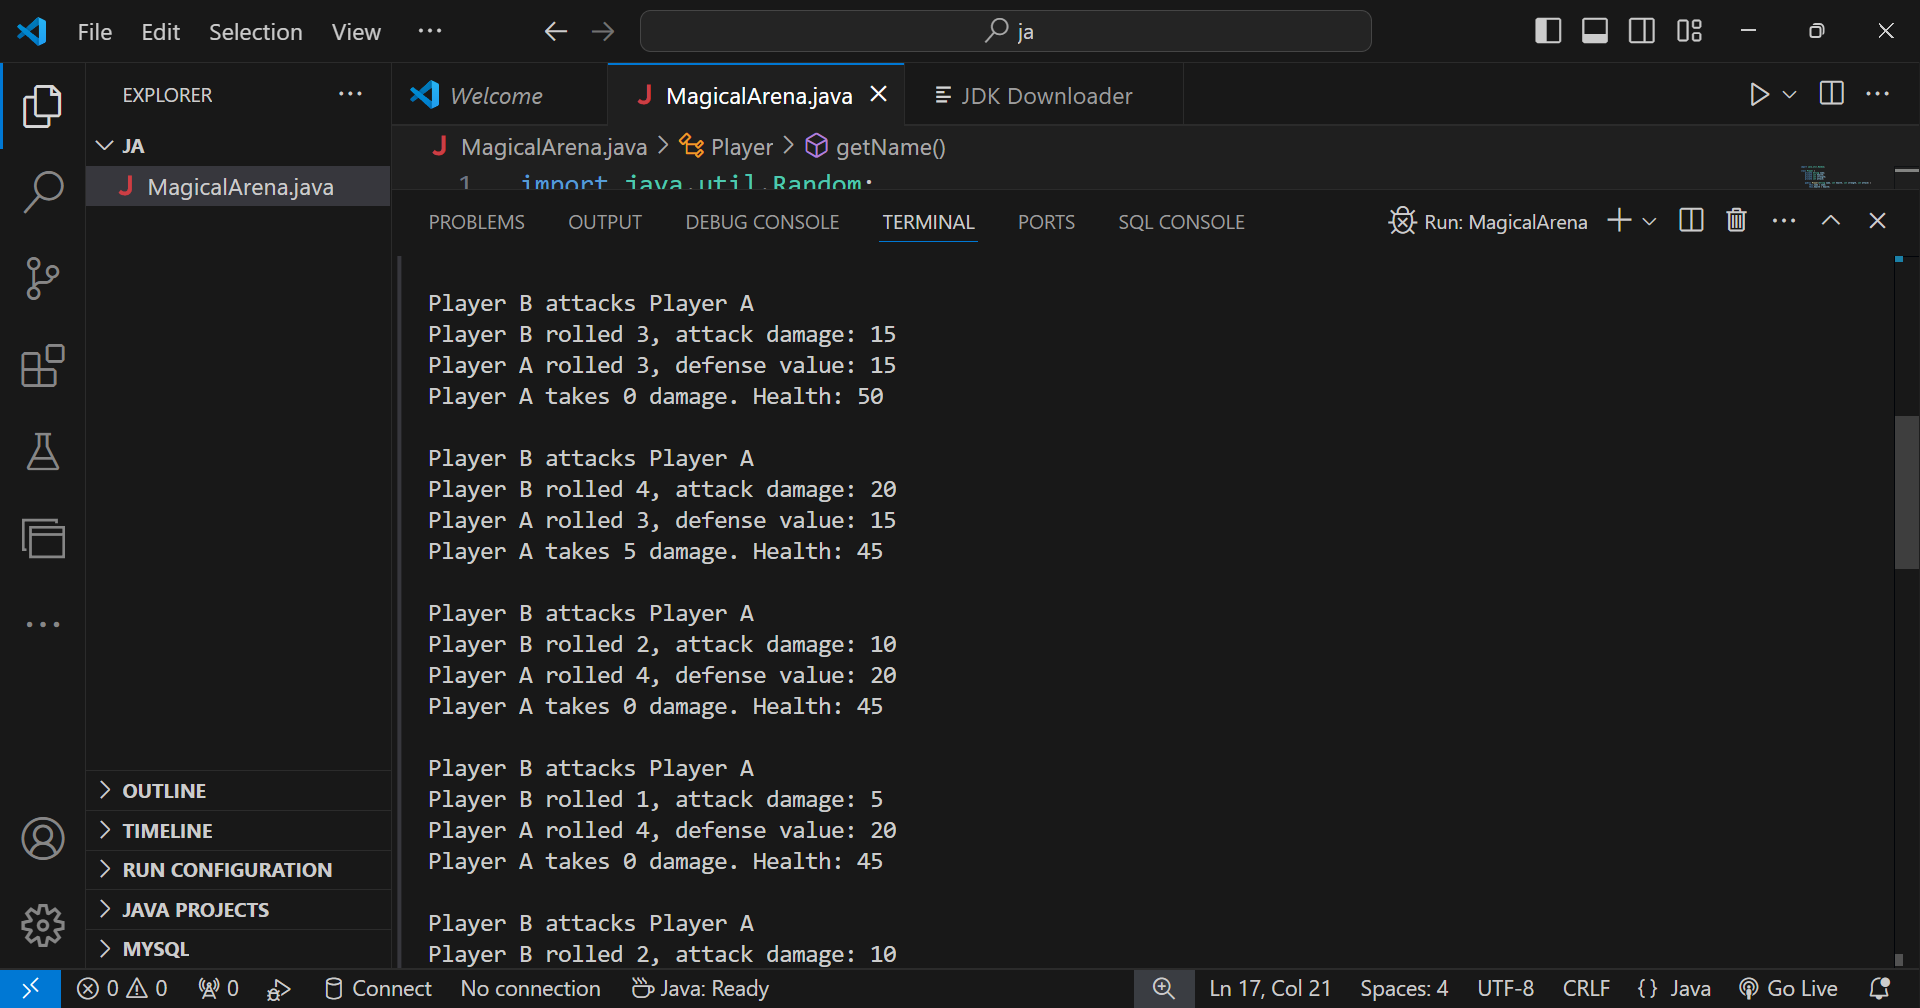 File Edit Selection View ja
EXPLORER
JA
MagicalArena.java
OUTLINE
TIMELINE
RUN CONFIGURATION
JAVA PROJECTS
MYSQL
Welcome MagicalArena.java JDK Downloader
MagicalArena.java > Player > getName()
1 import java.util.Random;
PROBLEMS OUTPUT DEBUG CONSOLE TERMINAL PORTS SQL CONSOLE Run: MagicalArena
Player B attacks Player A
Player B rolled 3, attack damage: 15
Player A rolled 3, defense value: 15
Player A takes 0 damage. Health: 50
Player B attacks Player A
Player B rolled 4, attack damage: 20
Player A rolled 3, defense value: 15
Player A takes 5 damage. Health: 45
Player B attacks Player A
Player B rolled 2, attack damage: 10
Player A rolled 4, defense value: 20
Player A takes 0 damage. Health: 45
Player B attacks Player A
Player B rolled 1, attack damage: 5
Player A rolled 4, defense value: 20
Player A takes 0 damage. Health: 45
Player B attacks Player A
Player B rolled 2, attack damage: 10
0 0 0 Connect No connection Java: Ready Ln 17, Col 21 Spaces: 4 UTF-8 CRLF {} Java Go Live